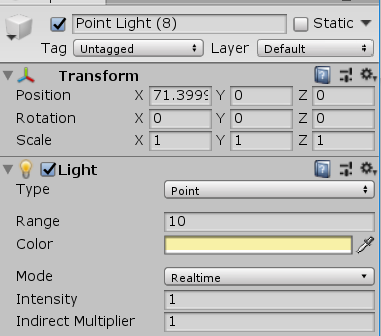 Point Light (8) Static
Tag Untagged Layer Default
Transform
Position X 71.3999 Y 0 Z 0
Rotation X 0 Y 0 Z 0
Scale X 1 Y 1 Z 1
Light
Type Point
Range 10
Color
Mode Realtime
Intensity 1
Indirect Multiplier 1